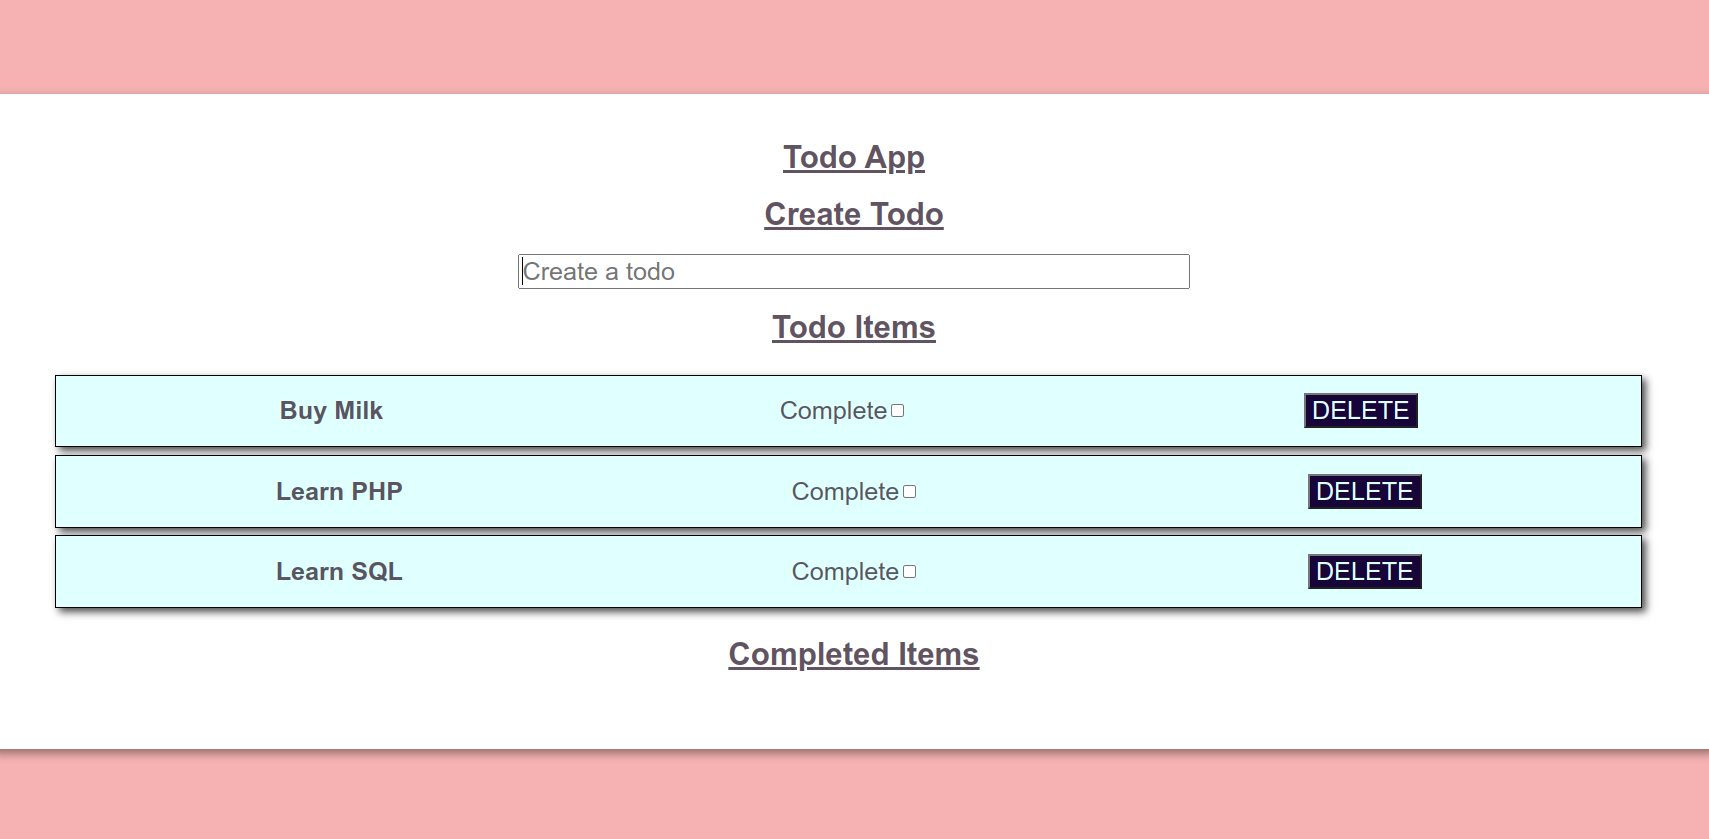 Todo App
Create Todo
Create a todo
Todo Items
Buy Milk Complete DELETE
Learn PHP Complete DELETE
Learn SQL Complete DELETE
Completed Items